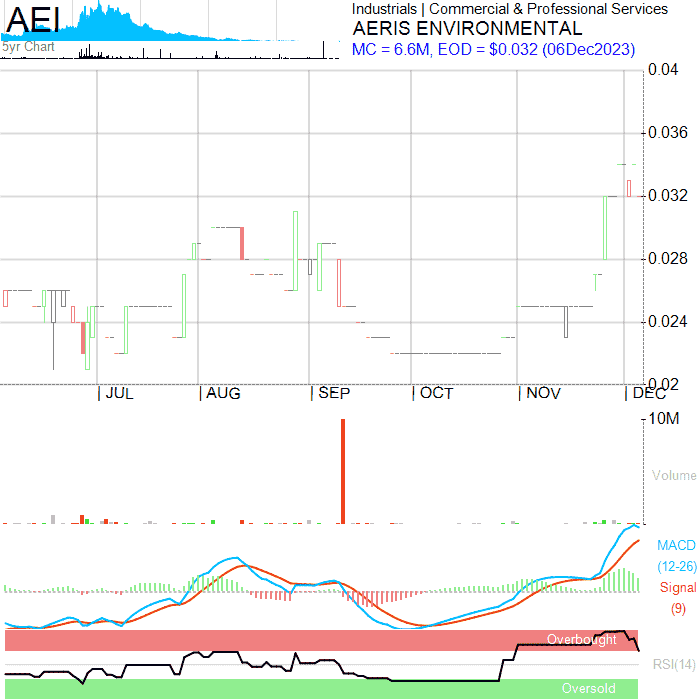 AEI
5yr Chart
Industrials | Commercial & Professional Services
AERIS ENVIRONMENTAL
MC = 6.6M, EOD = $0.032 (06Dec2023)
0.04
0.036
0.032
0.028
0.024
0.02
JUL
AUG
SEP
OCT
NOV
DEC
10M
Volume
MACD
(12-26)
Signal
(9)
Overbought
RSI(14)
Oversold